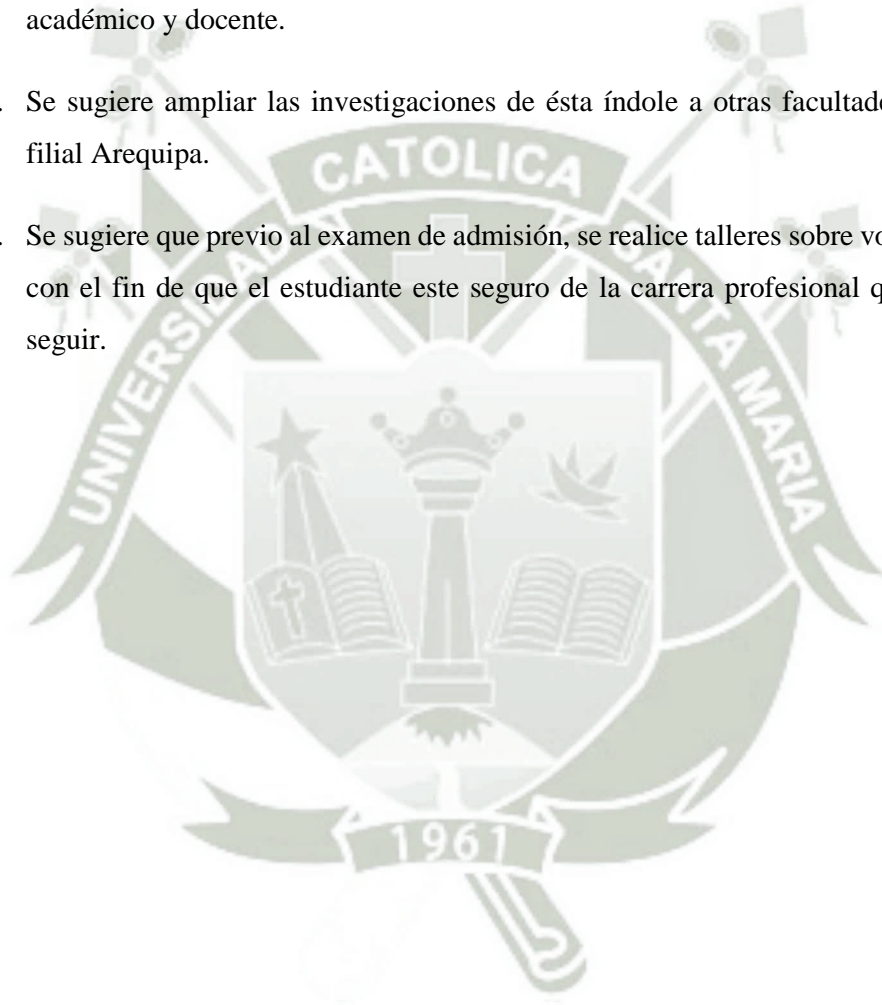 académico y docente.
. Se sugiere ampliar las investigaciones de ésta índole a otras
filial Arequipa.
. Se sugiere que previo al examen de admisión, se realice talleres sobre
con el fin de que el estudiante este seguro de la carrera profesional
seguir.
UNIVERSIDAD CATOLICA SANTA MARIA
1961